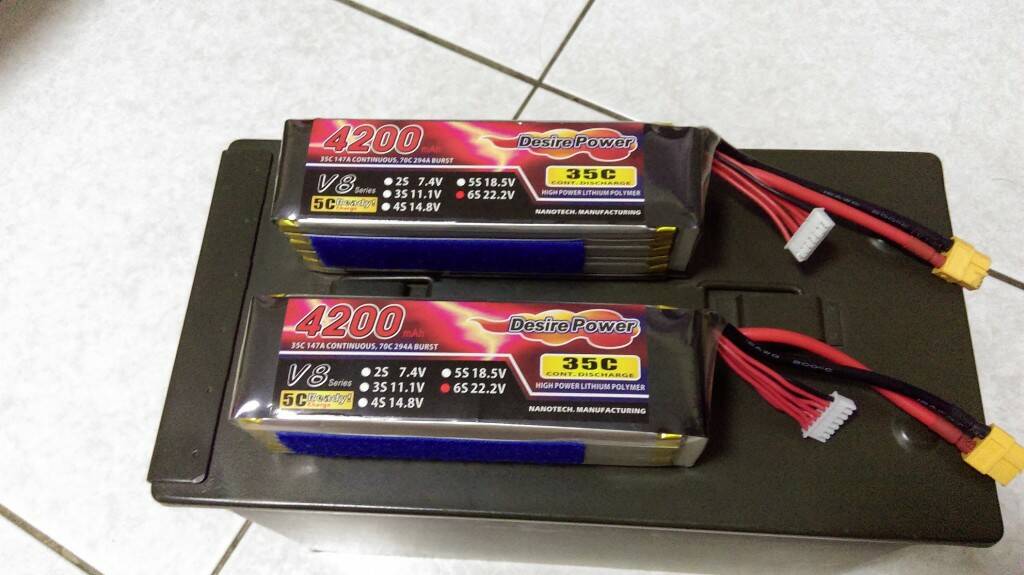 4200 mAh
35C 147A CONTINUOUS, 70C 294A BURST
Desire Power
V8 Series
5C Ready!
Charge
2S 7.4V
3S 11.1V
4S 14.8V
5S 18.5V
6S 22.2V
35C
CONT. DISCHARGE
HIGH POWER LITHIUM POLYMER
NANOTECH. MANUFACTURING
4200 mAh
35C 147A CONTINUOUS, 70C 294A BURST
Desire Power
V8 Series
5C Ready!
Charge
2S 7.4V
3S 11.1V
4S 14.8V
5S 18.5V
6S 22.2V
35C
CONT. DISCHARGE
HIGH POWER LITHIUM POLYMER
NANOTECH. MANUFACTURING